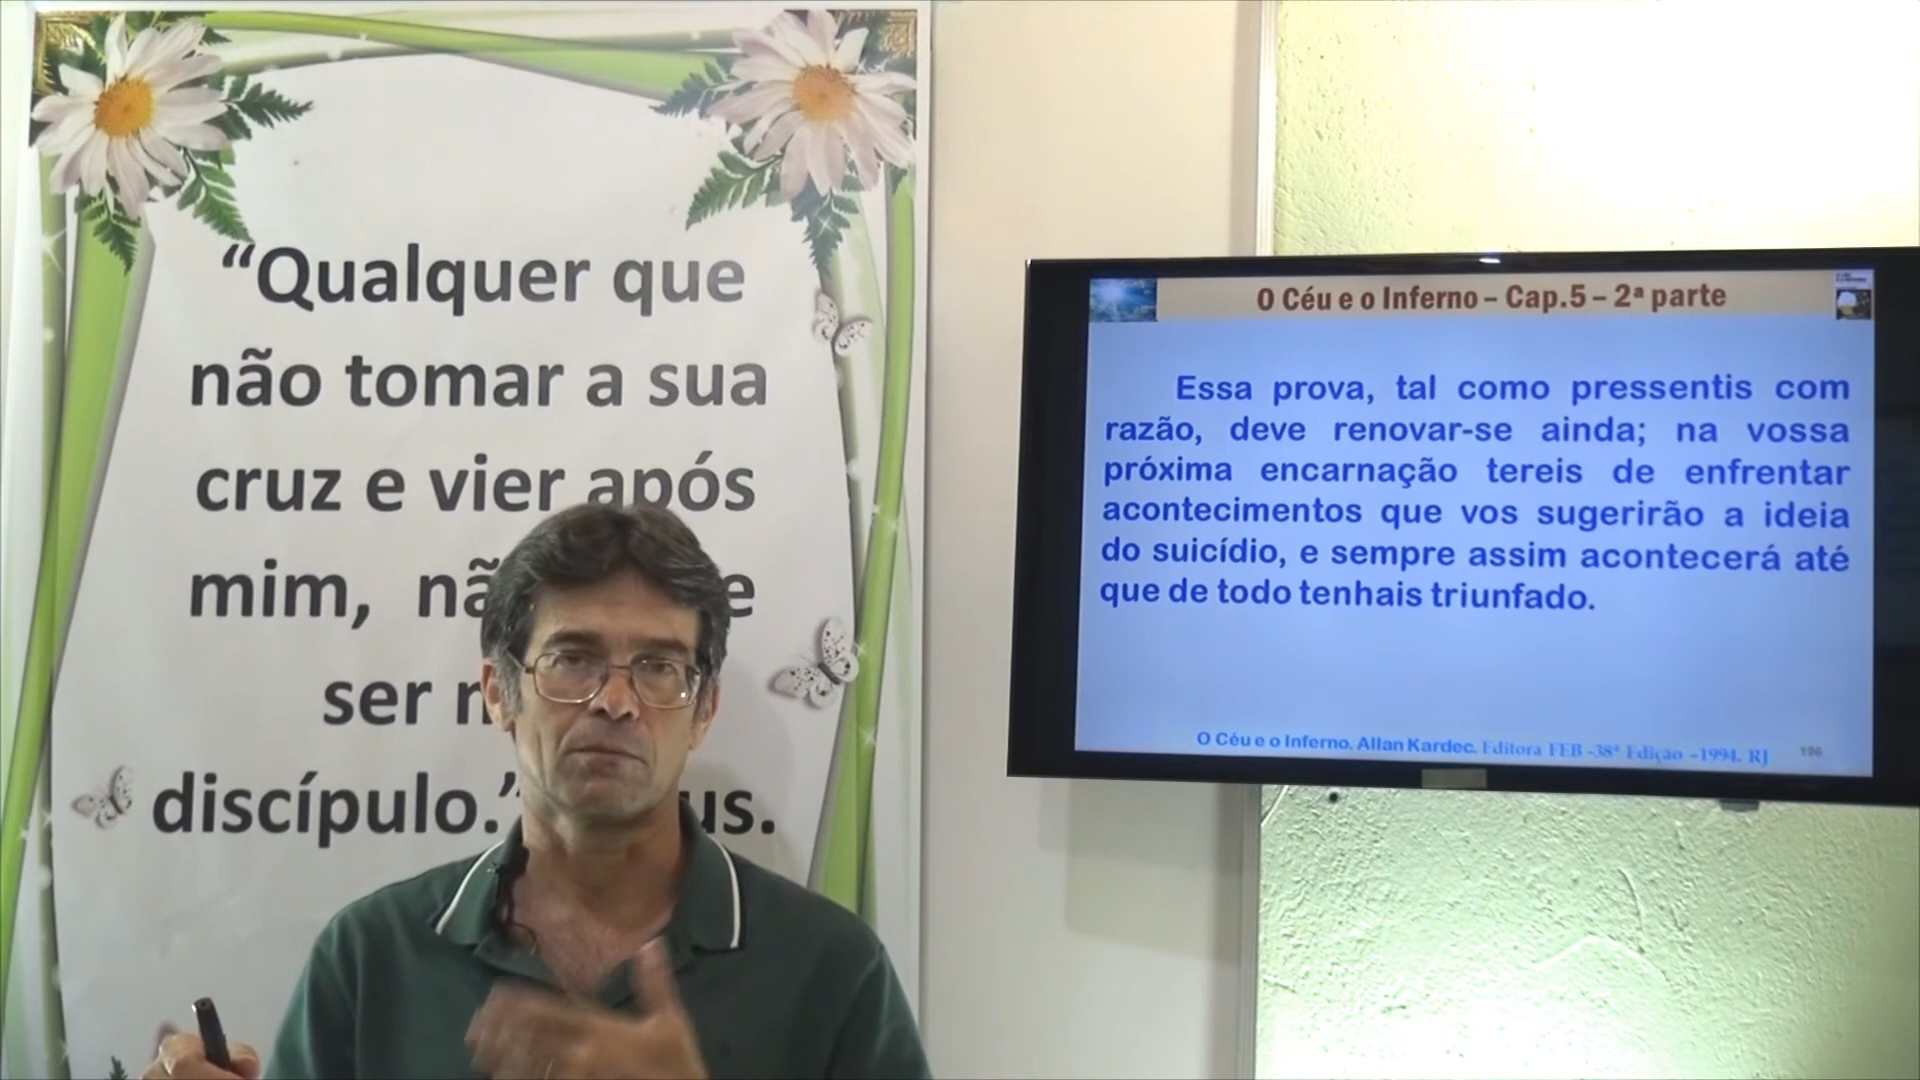 “Qualquer que
não tomar a sua
cruz e vier após
mim,
ser
discípulo.”
O Céu e o Inferno – Cap.5 – 2ª parte
Essa prova, tal como pressentis com
razão, deve renovar-se ainda; na vossa
próxima encarnação tereis de enfrentar
acontecimentos que vos sugerirão a ideia
do suicídio, e sempre assim acontecerá até
que de todo tenhais triunfado.
O Céu e o Inferno. Allan Kardec. Editora FEB -38ª Edição –1994. RJ
196